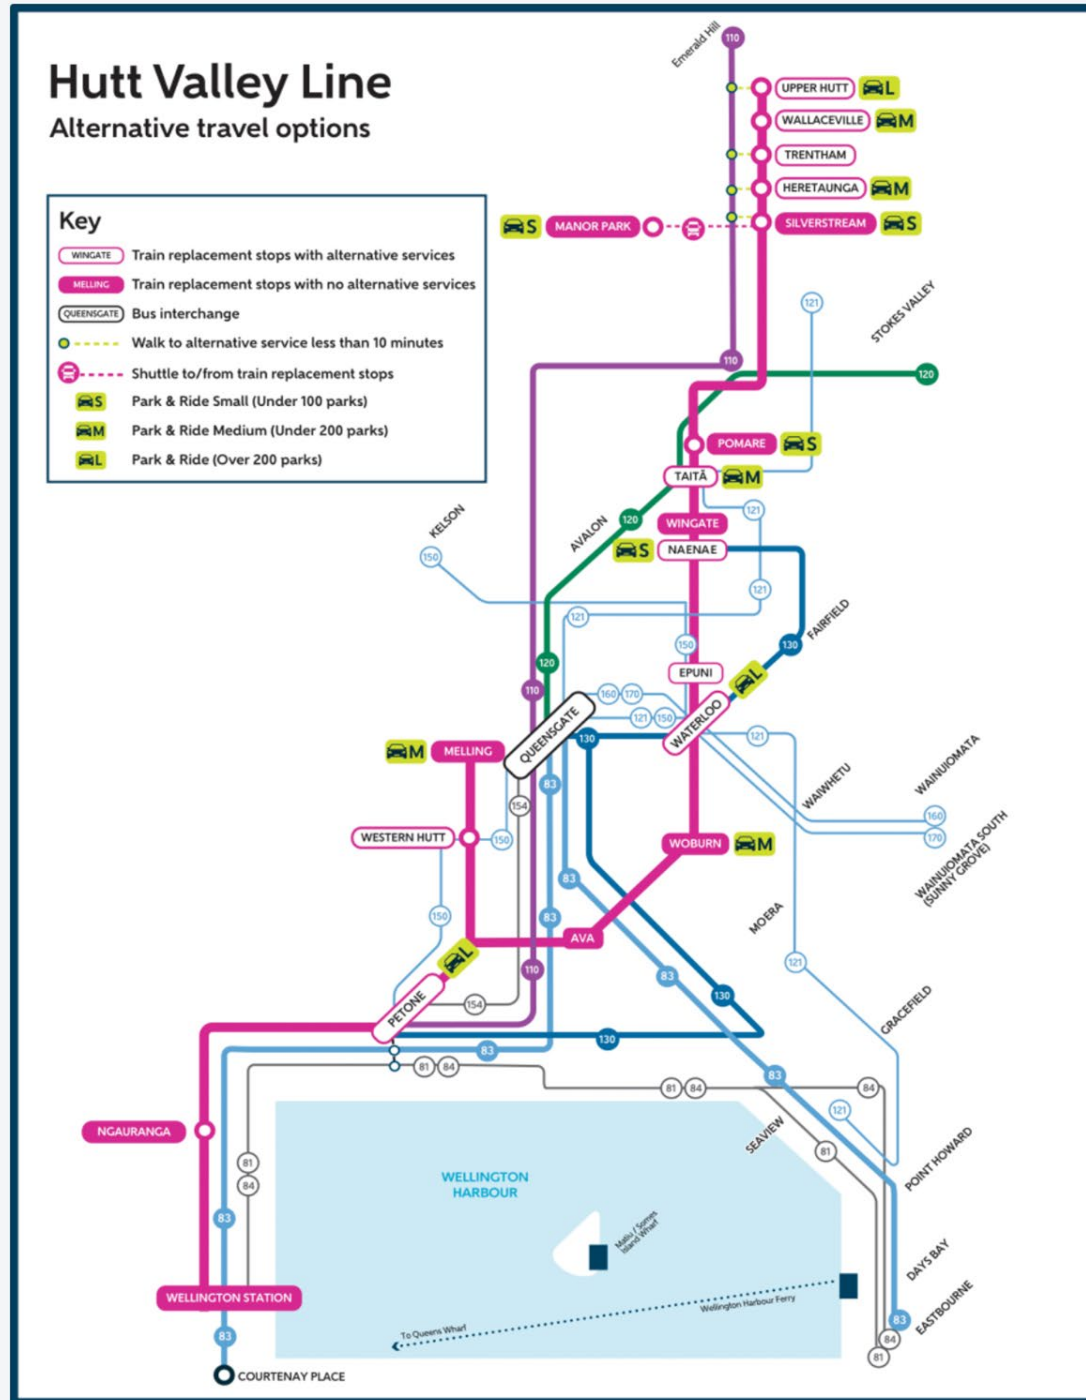 Hutt Valley Line
Alternative travel options
Key
WINGATE Train replacement stops with alternative services
MELLING Train replacement stops with no alternative services
QUEENSGATE Bus interchange
Walk to alternative service less than 10 minutes
Shuttle to/from train replacement stops
S Park & Ride Small (Under 100 parks)
M Park & Ride Medium (Under 200 parks)
L Park & Ride (Over 200 parks)
Emerald Hill
110
UPPER HUTT L
WALLACEVILLE M
TRENTHAM
HERETAUNGA M
S MANOR PARK
SILVERSTREAM S
121
STOKES VALLEY
110
120
POMARE S
TAITĀ M
121
KELSON
AVALON
120
WINGATE
S NAENAE
150
121
121
FAIRFIELD
150
130
120
EPUNI
L
110
160 170
QUEENSGATE
121 150
WATERLOO
130
121
M MELLING
83
154
WAIWHETU
WAINUIOMATA
160
170
WAINUIOMATA SOUTH
(SUNNY GROVE)
WESTERN HUTT
150
WOBURN M
83
150
83
MOERA
AVA
L
110
83
121
130
PETONE
154
GRACEFIELD
130
83
81 84
83
81 84
84
121
NGAURANGA
SEAVIEW
81
POINT HOWARD
81
84
WELLINGTON
HARBOUR
83
Matiu / Somes
Island Wharf
DAYS BAY
WELLINGTON STATION
Wellington Harbour Ferry
EASTBOURNE
83
To Queens Wharf
83
84
81
COURTENAY PLACE